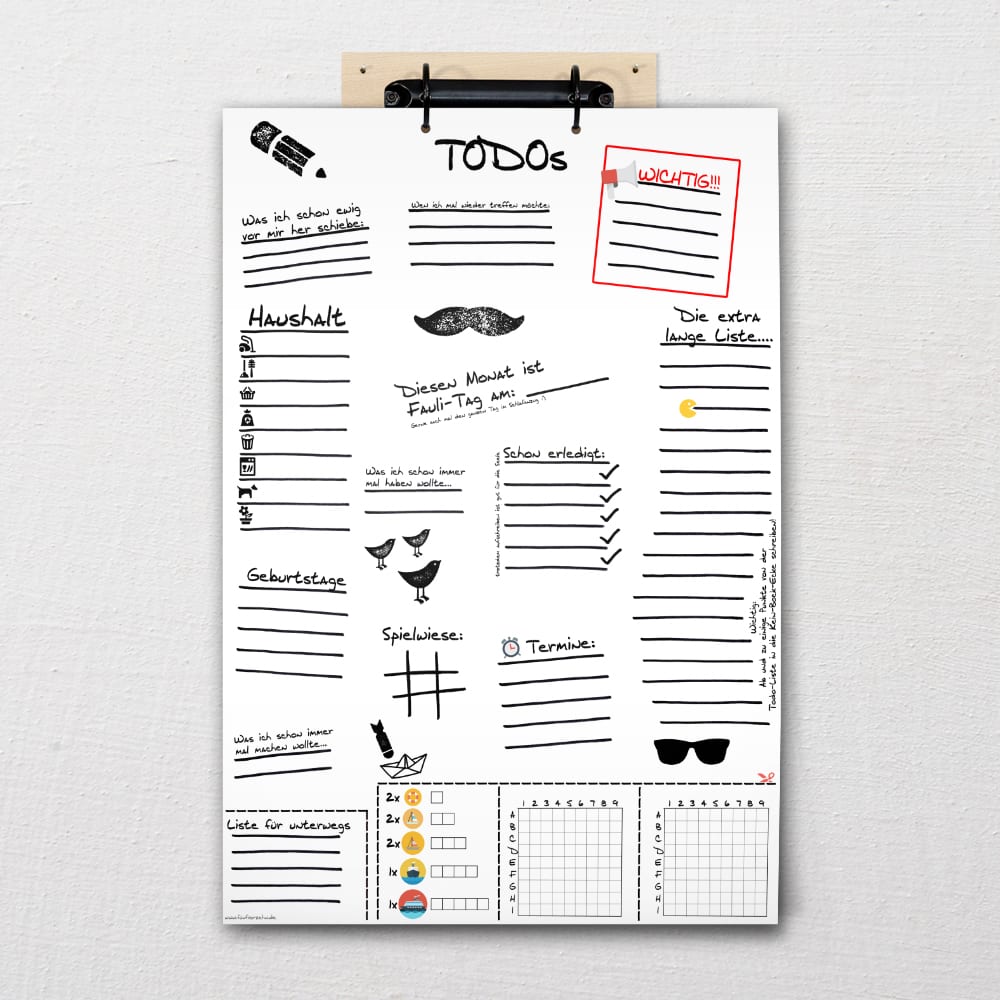 TODOs
WICHTIG!!!
Was ich schon ewig
vor mir her schiebe:
Wen ich mal wieder treffen möchte:
Haushalt
Die extra
lange Liste....
Diesen Monat ist
Fauli-Tag am:
Gerne auch mal den ganzen Tag in Schlafanzug :)
Was ich schon immer
mal haben wollte...
Schon erledigt:
Geburtstage
Spielwiese:
Termine:
Wichtig:
Ab und zu einige Punkte von der
Todo-Liste in die Kein-Bock-Ecke schreiben!
Was ich schon immer
mal machen wollte...
Liste für unterwegs
2x
2x
2x
1x
1x
1 2 3 4 5 6 7 8 9
A
B
C
D
E
F
G
H
I
1 2 3 4 5 6 7 8 9
A
B
C
D
E
F
G
H
I